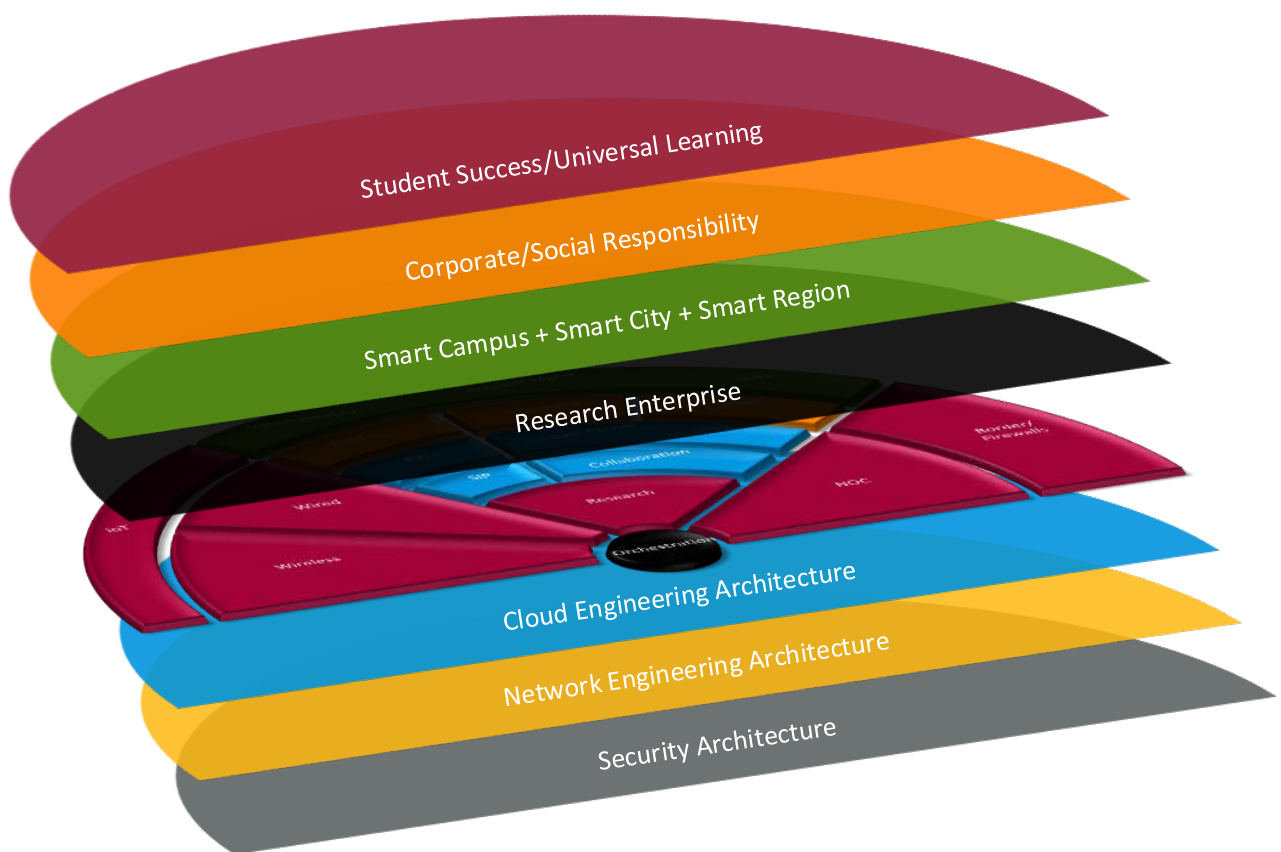 Student Success/Universal Learning
Corporate/Social Responsibility
Smart Campus + Smart City + Smart Region
Research Enterprise
Border/
Firewalls
SIP
Collaboration
IoT
Wired
Research
NOC
Wireless
Orchestration
Cloud Engineering Architecture
Network Engineering Architecture
Security Architecture